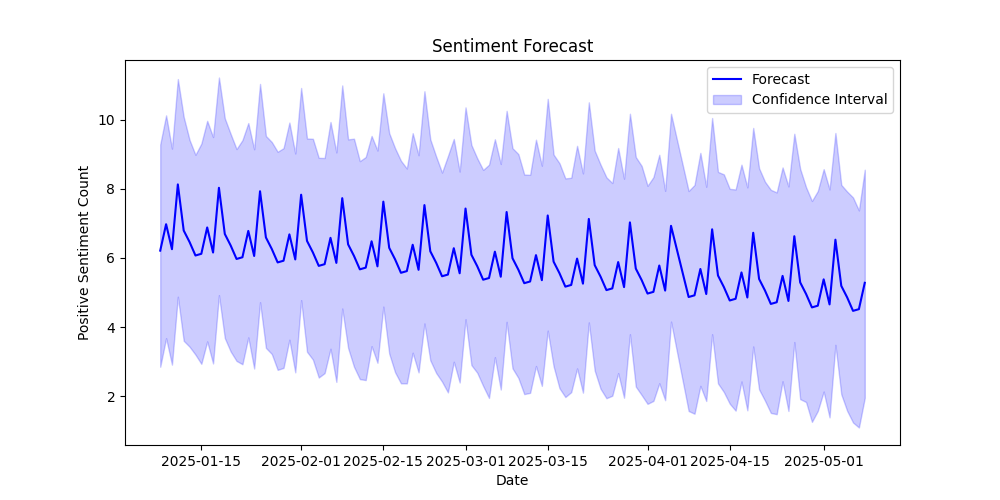 Sentiment Forecast
Forecast
Confidence Interval
Positive Sentiment Count
10
8
6
4
2
2025-01-15
2025-02-01
2025-02-15
2025-03-01
2025-03-15
2025-04-01
2025-04-15
2025-05-01
Date